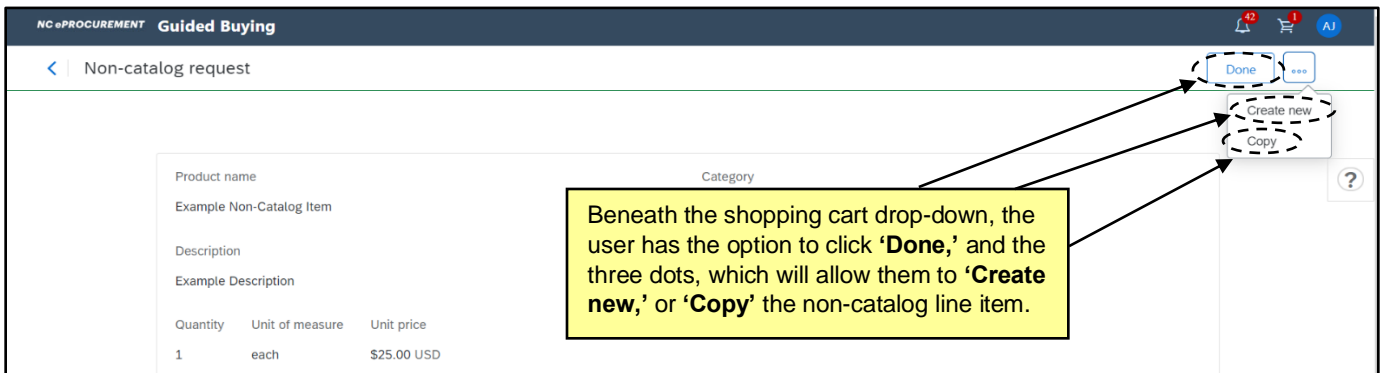 NC ePROCUREMENT Guided Buying 42 1 AJ
< Non-catalog request Done ooo
Create new
Copy
?
Product name Category
Example Non-Catalog Item
Description
Example Description
Quantity Unit of measure Unit price
1 each $25.00 USD
Beneath the shopping cart drop-down, the
user has the option to click ‘Done,’ and the
three dots, which will allow them to ‘Create
new,’ or ‘Copy’ the non-catalog line item.